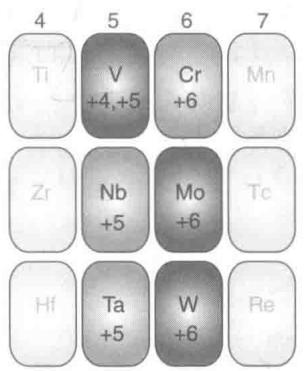 4 5 6 7
Ti V Cr Mn
+4,+5 +6
Zr Nb Mo Tc
+5 +6
Hf Ta W Re
+5 +6